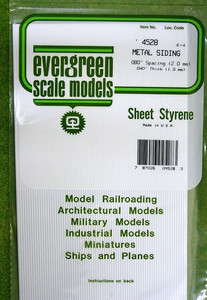 Item No. Loc. Code
4528
METAL SIDING
.080" Spacing (2.0 mm)
.040" Thick (1.0 mm)
evergreen
scale models
Sheet Styrene
Made in U S A
Model Railroading
Architectural Models
Military Models
Industrial Models
Miniatures
Ships and Planes
Instructions on back